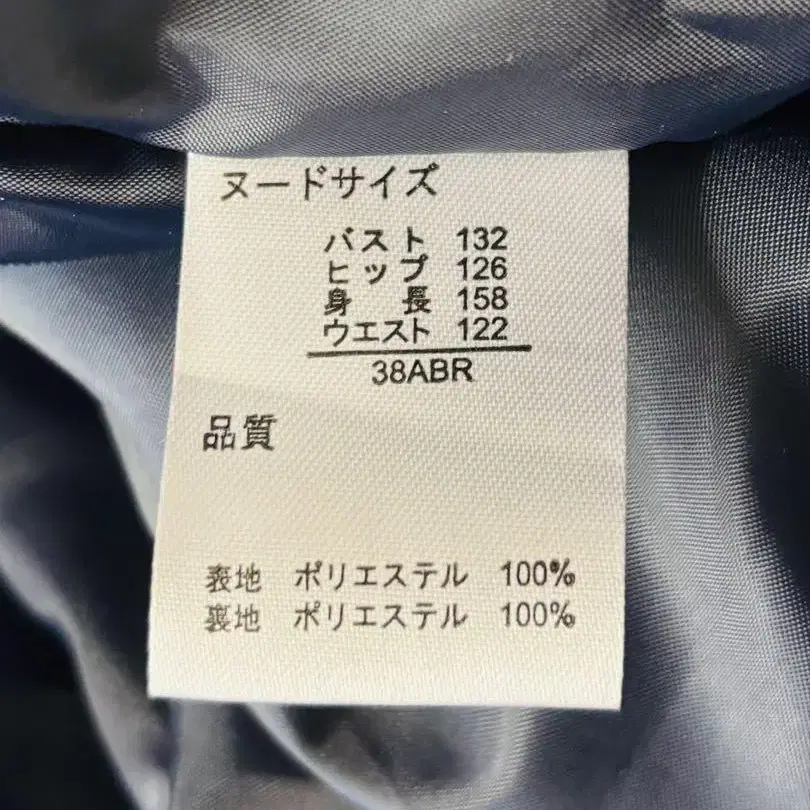 ヌードサイズ
バスト 132
ヒップ 126
身 長 158
ウエスト 122
38ABR
品質
表地 ポリエステル 100%
裏地 ポリエステル 100%